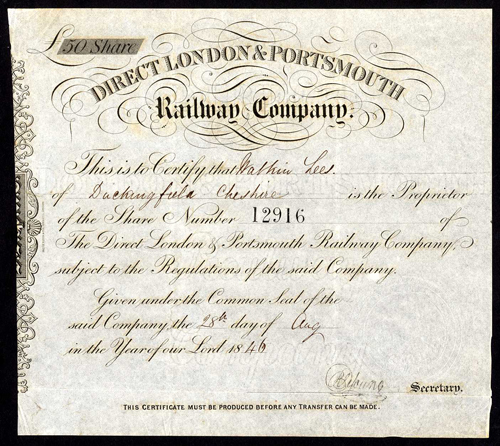 £50 Share
DIRECT LONDON & PORTSMOUTH
Railway Company.
This is to Certify that Watkin Lees
of Duckingfield Cheshire is the Proprietor
of the Share Number 12916 of
The Direct London & Portsmouth Railway Company,
subject to the Regulations of the said Company.
Given under the Common Seal of the
said Company, the 28th day of Aug
in the Year of our Lord 1846
Secretary.
THIS CERTIFICATE MUST BE PRODUCED BEFORE ANY TRANSFER CAN BE MADE.